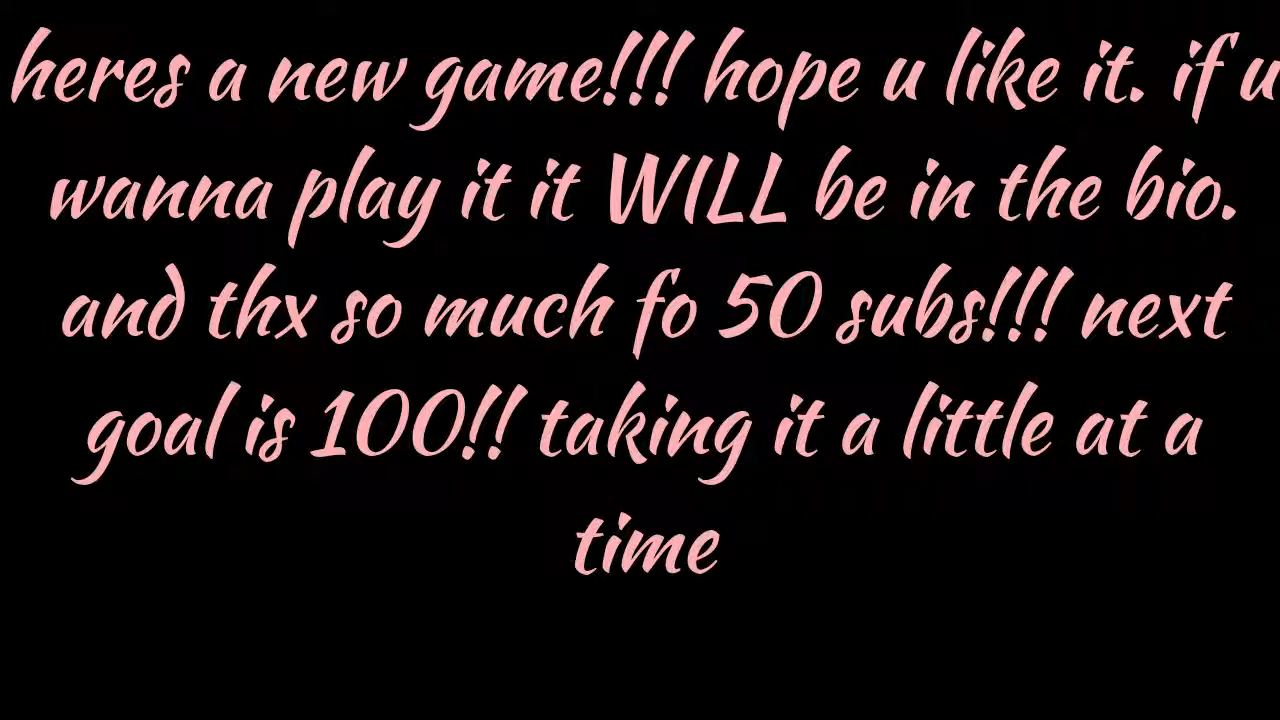 heres a new game!!! hope u like it. if u
wanna play it it WILL be in the bio.
and thx so much fo 50 subs!!! next
goal is 100!! taking it a little at a
time